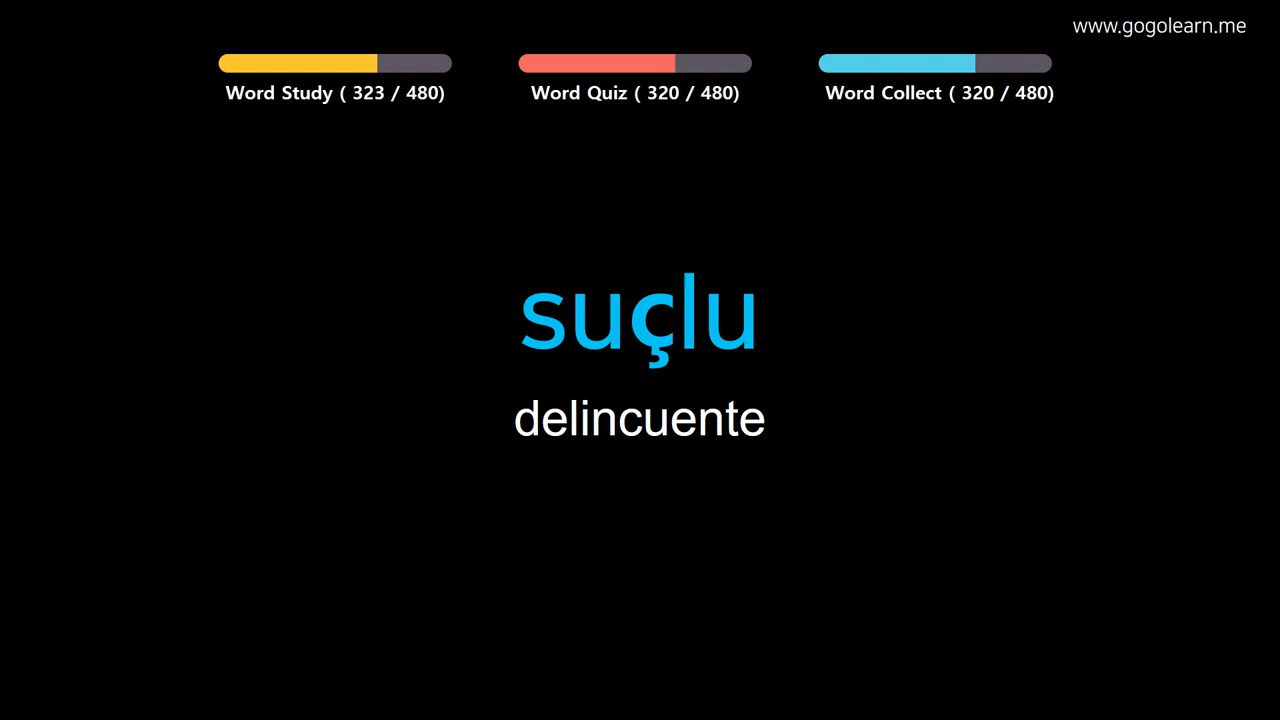 www.gogolearn.me
Word Study ( 323 / 480)
Word Quiz ( 320 / 480)
Word Collect ( 320 / 480)
suçlu
delincuente